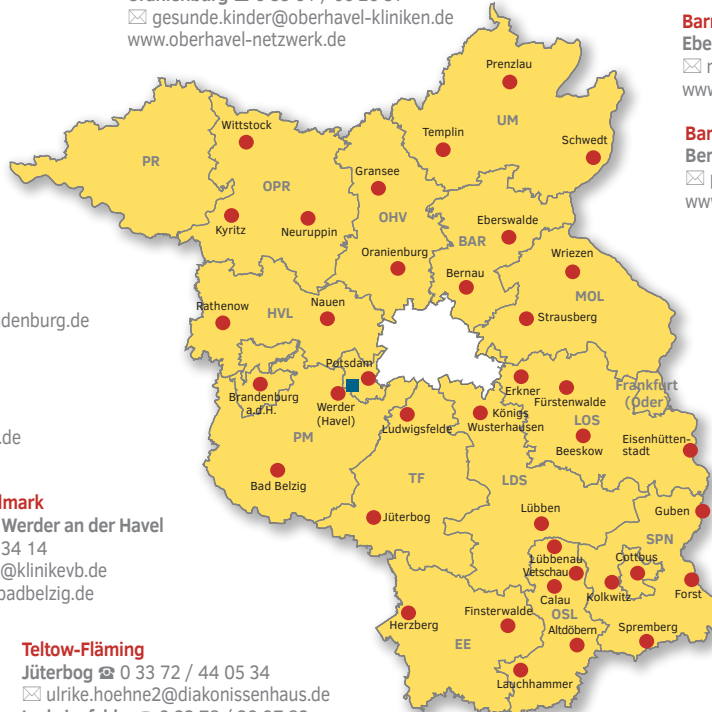 ✉ gesunde.kinder@oberhavel-kliniken.de
www.oberhavel-netzwerk.de
Prenzlau
UM
Templin
Schwedt
Wittstock
PR
OPR
Gransee
OHV
Kyritz
Neuruppin
Oranienburg
Eberswalde
BAR
Bernau
Wriezen
MOL
Strausberg
Rathenow
HVL
Nauen
denburg.de
Potsdam
Brandenburg
a.d.H.
Werder
(Havel)
PM
Bad Belzig
Ludwigsfelde
Königs
Wusterhausen
Erkner
Fürstenwalde
Frankfurt
(Oder)
LOS
Beeskow
Eisenhütten-
stadt
.de
TF
Jüterbog
LDS
Lübben
Guben
SPN
Lübbenau
Vetschau
Cottbus
Calau
Kolkwitz
Forst
OSL
Altdöbern
Spremberg
Finsterwalde
Herzberg
EE
Lauchhammer
lmark
Werder an der Havel
34 14
@klinikevb.de
badbelzig.de
Teltow-Fläming
Jüterbog ☎ 0 33 72 / 44 05 34
✉ ulrike.hoehne2@diakonissenhaus.de
Bar
Ebe
✉
www
Bar
Ber
✉
www